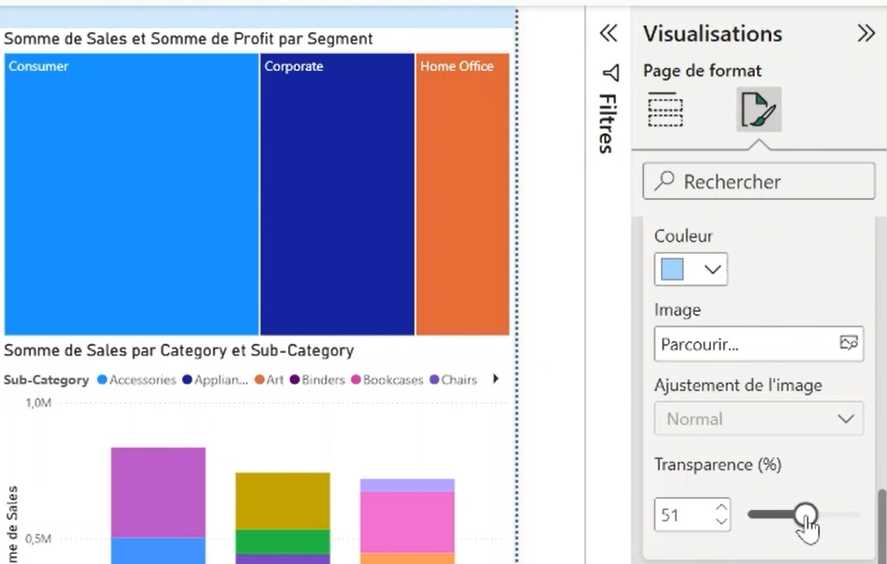 Somme de Sales et Somme de Profit par Segment
Consumer
Corporate
Home Office
Somme de Sales par Category et Sub-Category
Sub-Category Accessories Applian... Art Binders Bookcases Chairs
1,0M
0,5M
me de Sales
Filtres
Visualisations
Page de format
Rechercher
Couleur
Image
Parcourir...
Ajustement de l'image
Normal
Transparence (%)
51